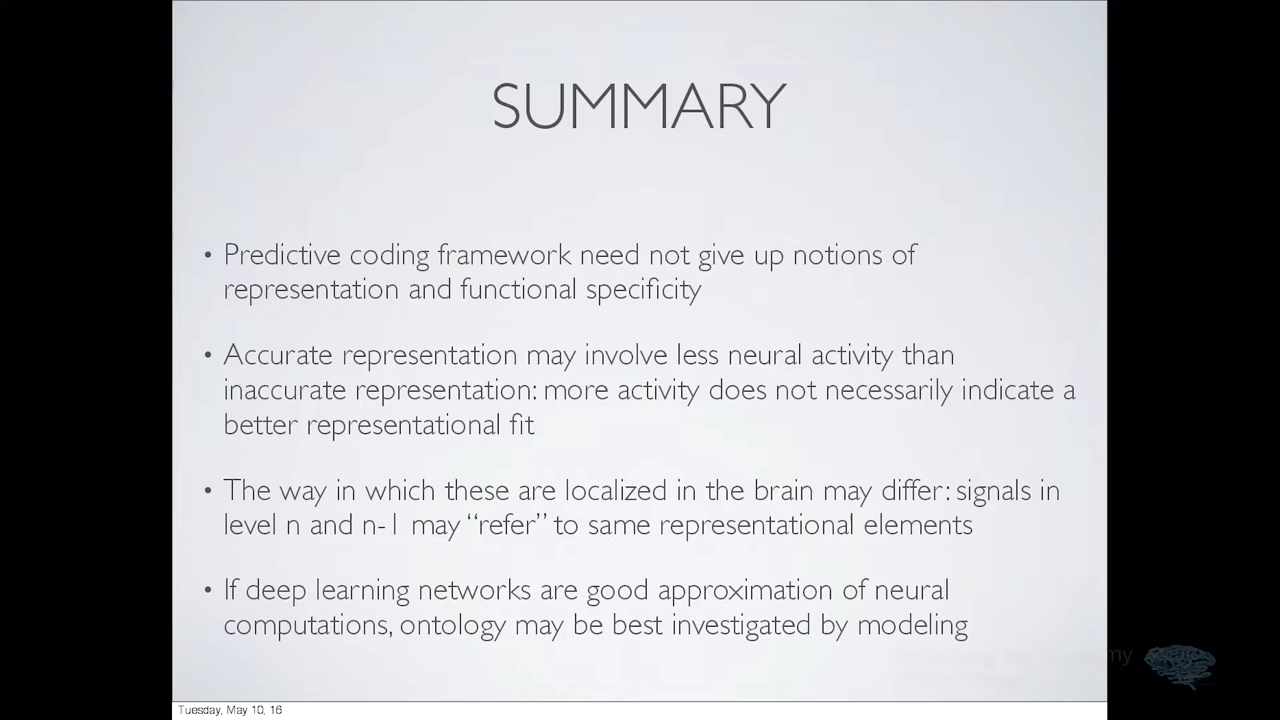 SUMMARY
• Predictive coding framework need not give up notions of
representation and functional specificity
• Accurate representation may involve less neural activity than
inaccurate representation: more activity does not necessarily indicate a
better representational fit
• The way in which these are localized in the brain may differ: signals in
level n and n-1 may “refer” to same representational elements
• If deep learning networks are good approximation of neural
computations, ontology may be best investigated by modeling
Tuesday, May 10, 16